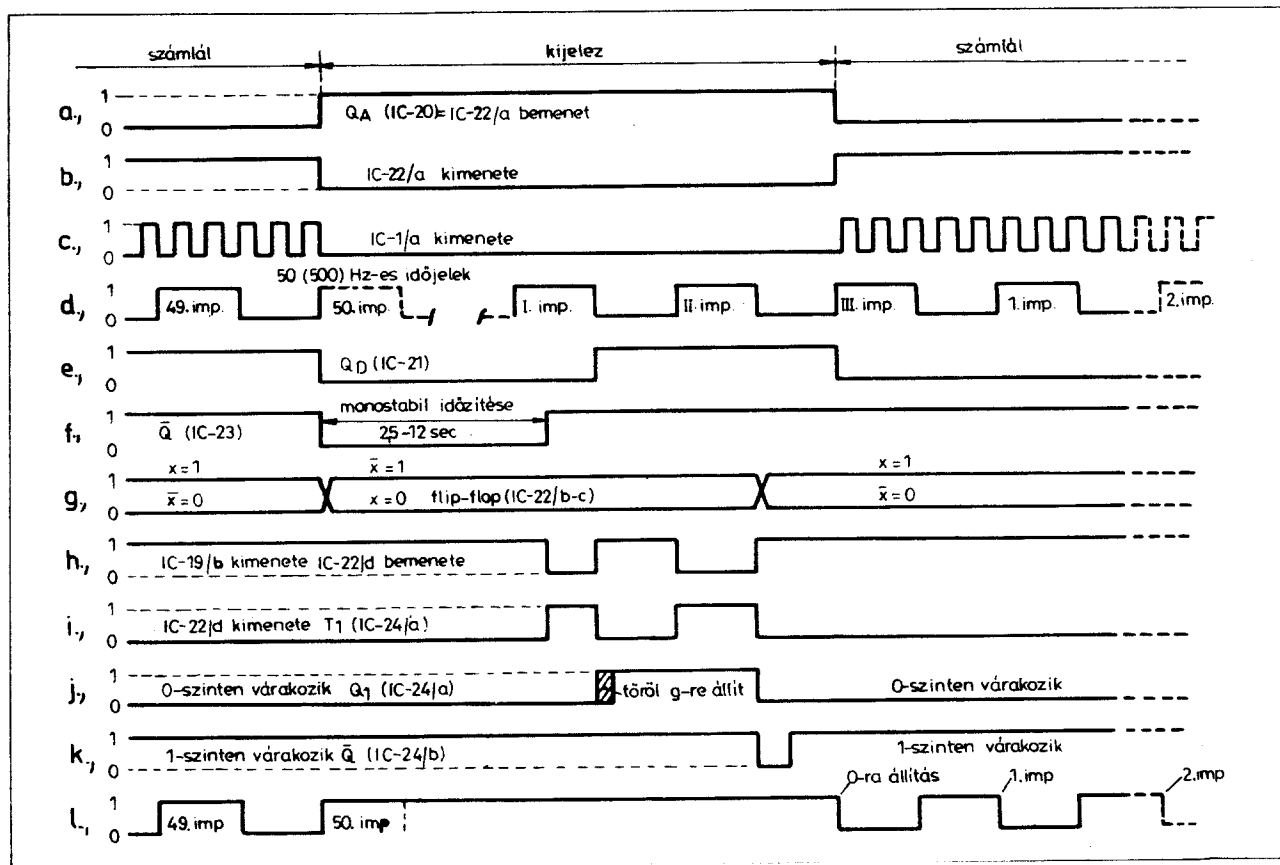 számlál kijelez számlál
a., 1 0 QA (IC-20)= IC-22/a bemenet
b., 1 0 IC-22/a kimenete
c., 1 0 IC-1/a kimenete
50 (500) Hz-es időjelek
d., 1 0 49.imp. 50.imp. I. imp. II. imp. III. imp. 1. imp. 2. imp.
e., 1 0 QD (IC-21)
f., 1 0 Q̄ (IC-23) monostabil időzítése
2,5-12 sec
g., 1 0 x = 1 x̄ = 1 x = 1
x̄ = 0 x = 0 flip-flop (IC-22/b-c) x̄ = 0
h., 1 0 IC-19/b kimenete IC-22/d bemenete
i., 1 0 IC-22/d kimenete T1 (IC-24/a)
j., 1 0 0-szinten várakozik Q1 (IC-24/a) töröl g-re állít 0-szinten várakozik
k., 1 0 1-szinten várakozik Q̄ (IC-24/b) 1-szinten várakozik
0-ra állítás 1.imp 2.imp
l., 1 0 49. imp 50. imp